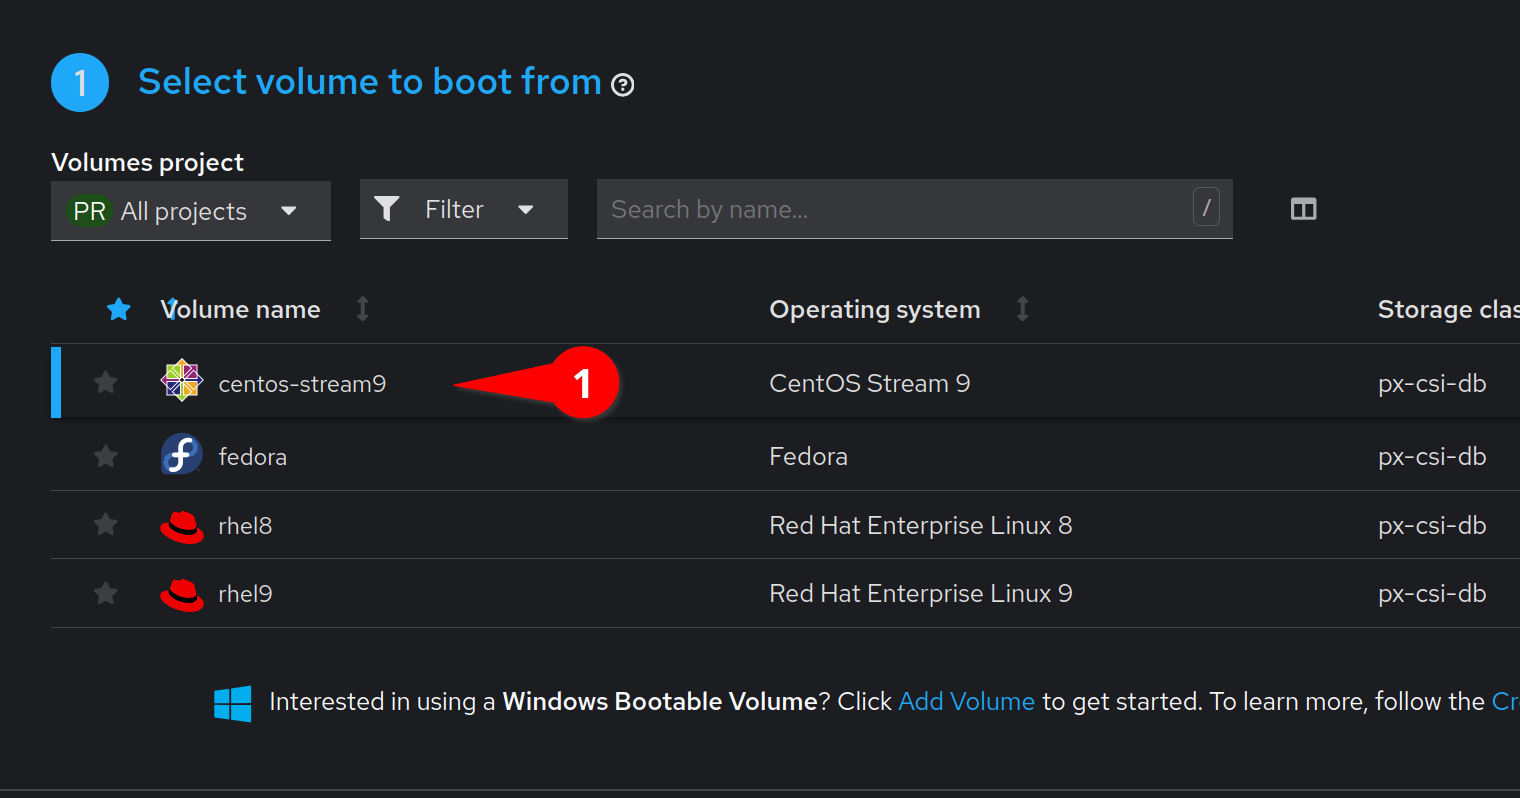 1 Select volume to boot from ?
Volumes project
PR All projects Filter Search by name... /
Volume name Operating system Storage clas
centos-stream9 1 CentOS Stream 9 px-csi-db
fedora Fedora px-csi-db
rhel8 Red Hat Enterprise Linux 8 px-csi-db
rhel9 Red Hat Enterprise Linux 9 px-csi-db
Interested in using a Windows Bootable Volume? Click Add Volume to get started. To learn more, follow the Cr